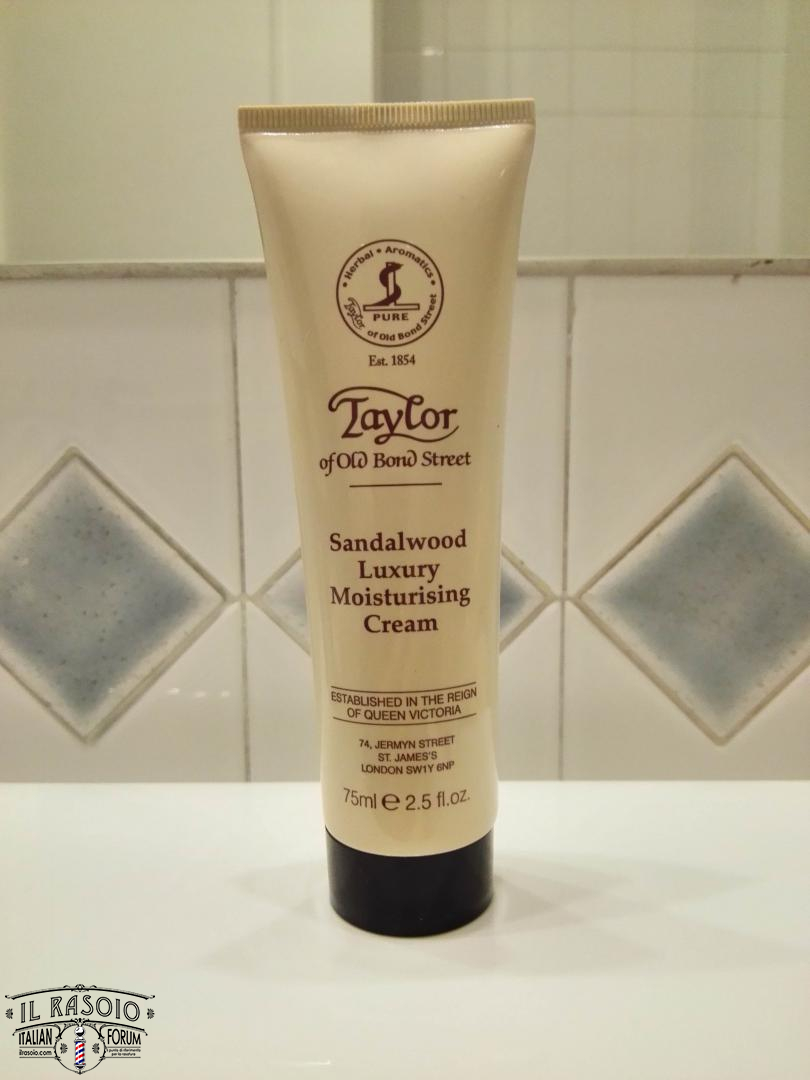 Herbal • Aromatics
PURE
Taylor
of Old Bond Street
Est. 1854
Taylor
of Old Bond Street
Sandalwood
Luxury
Moisturising
Cream
ESTABLISHED IN THE REIGN
OF QUEEN VICTORIA
74, JERMYN STREET
ST. JAMES'S
LONDON SW1Y 6NP
75ml e 2.5 fl.oz.
IL RASOIO
ITALIAN FORUM
ilrasoio.com